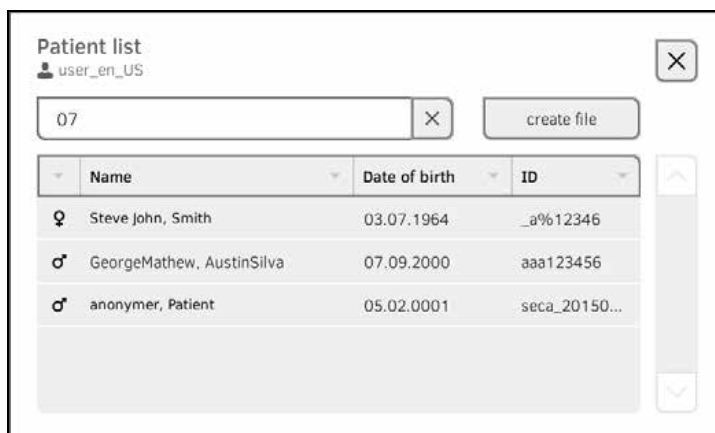 Patient list
user_en_US
07
create file
Name Date of birth ID
Steve John, Smith 03.07.1964 _a%12346
GeorgeMathew, AustinSilva 07.09.2000 aaa123456
anonymer, Patient 05.02.0001 seca_20150...